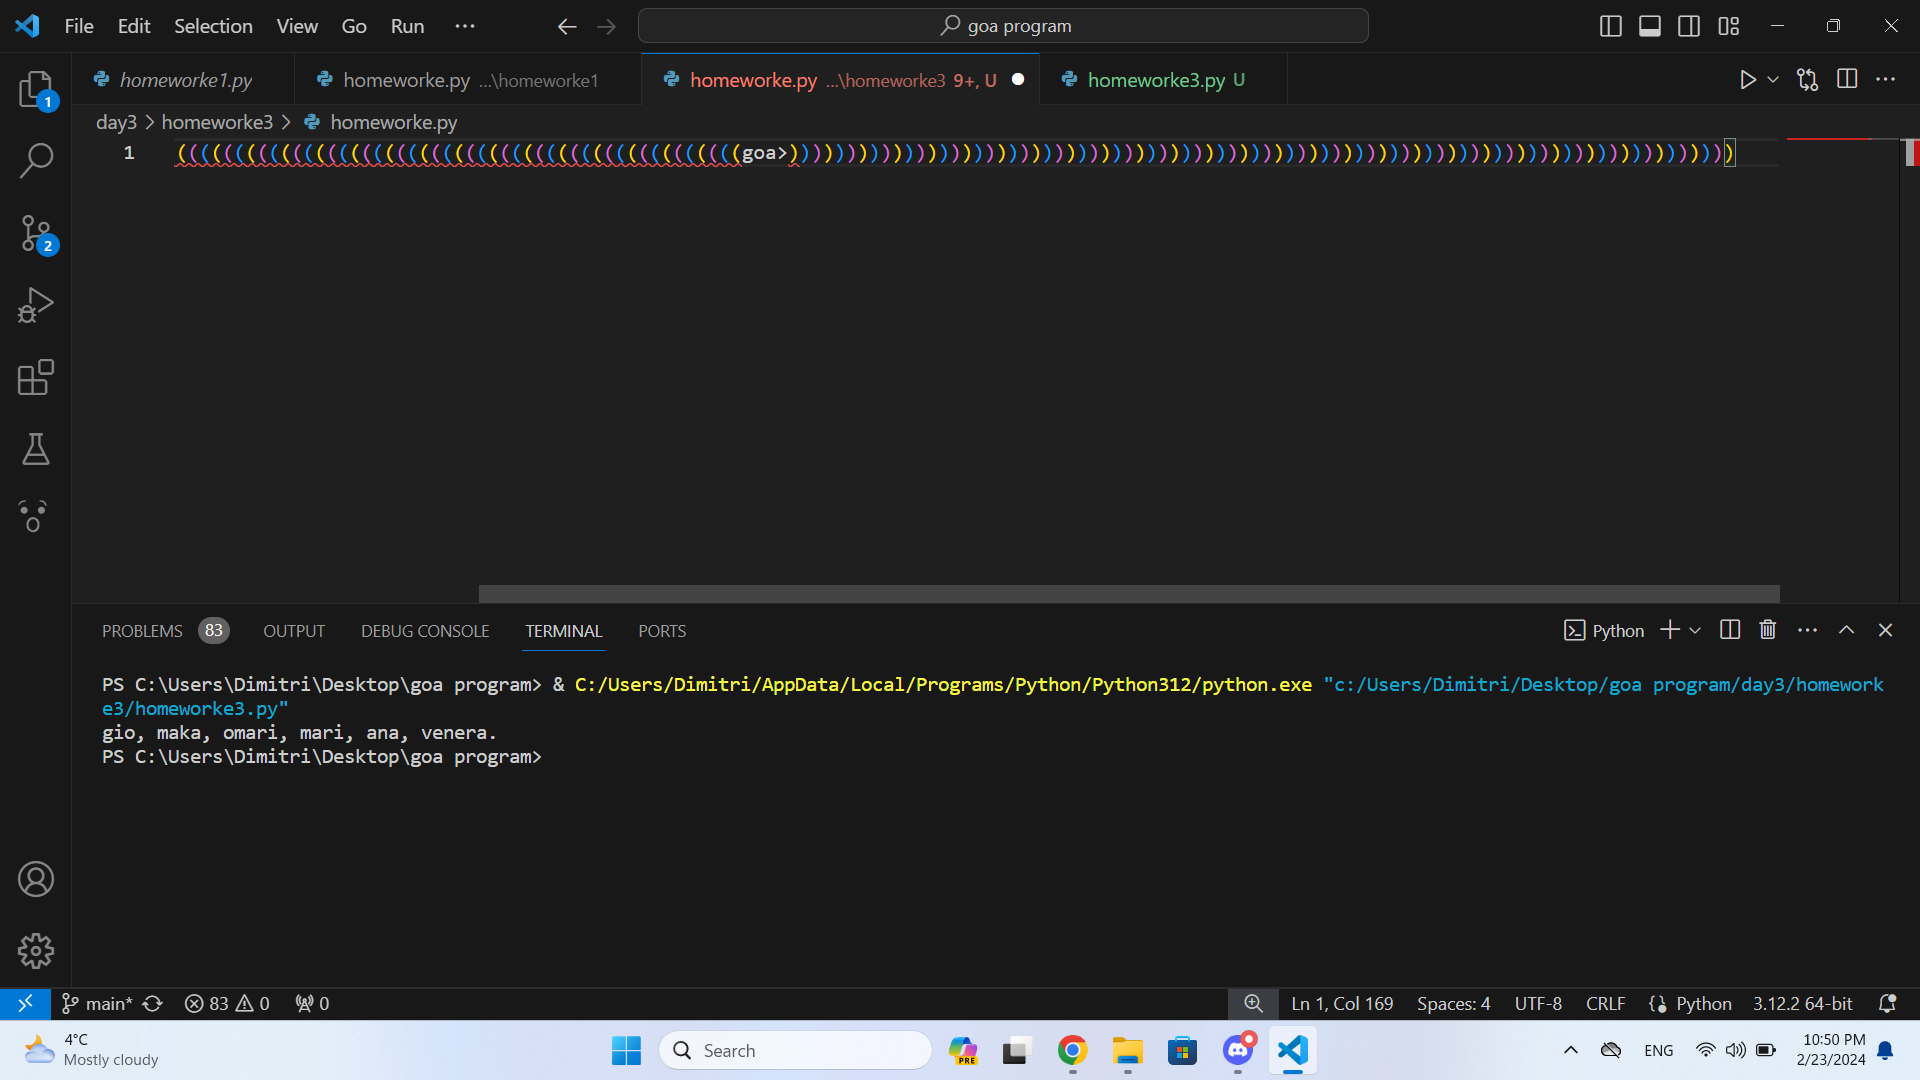 File Edit Selection View Go Run ··· goa program
homeworke1.py homeworke.py ...\homeworke1 homeworke.py ...\homeworke3 9+, U homeworke3.py U
day3 > homeworke3 > homeworke.py
1 (((((((((((((((((((((((((((((((((((((((((((((((((goa>))))))))))))))))))))))))))))))))))))))))))))))))))))))))))))))))))))))))))))))))))
1
2
PROBLEMS 83 OUTPUT DEBUG CONSOLE TERMINAL PORTS Python
PS C:\Users\Dimitri\Desktop\goa program> & C:/Users/Dimitri/AppData/Local/Programs/Python/Python312/python.exe "c:/Users/Dimitri/Desktop/goa program/day3/homework
e3/homeworke3.py"
gio, maka, omari, mari, ana, venera.
PS C:\Users\Dimitri\Desktop\goa program>
main* 83 0 0 Ln 1, Col 169 Spaces: 4 UTF-8 CRLF Python 3.12.2 64-bit
4°C
Mostly cloudy
Search
PRE
ENG
10:50 PM
2/23/2024